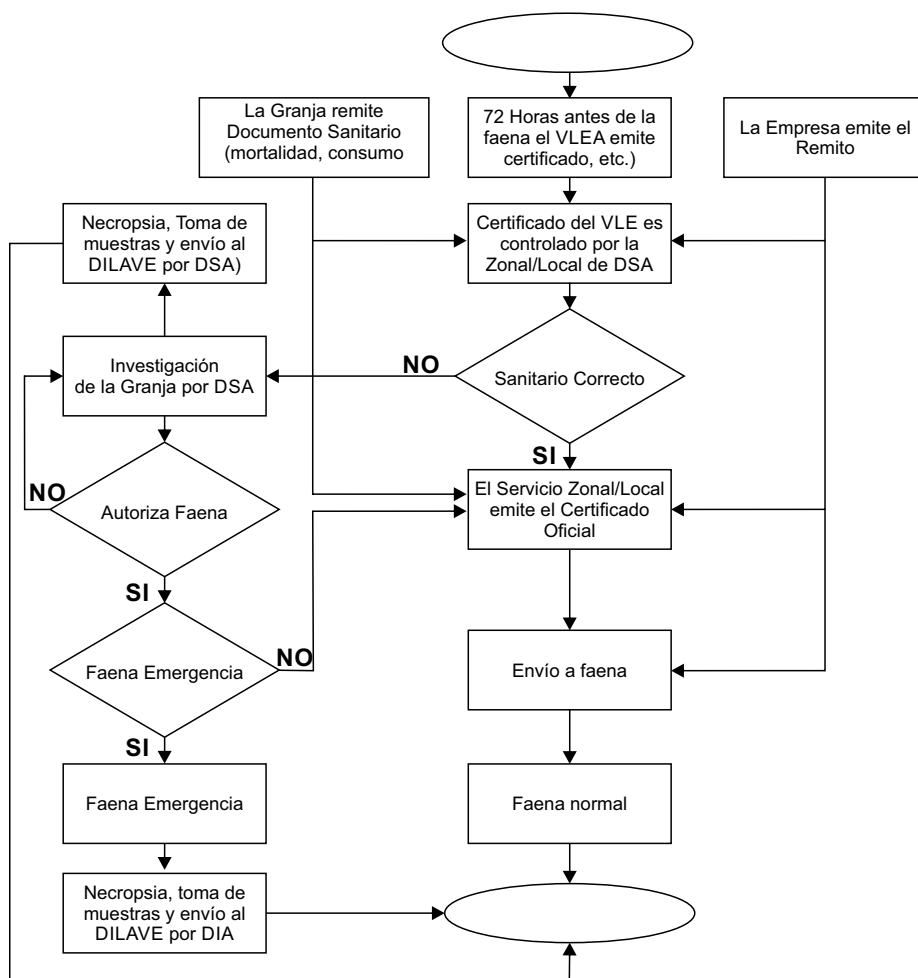 La Granja remite
Documento Sanitario
(mortalidad, consumo
72 Horas antes de la
faena el VLEA emite
certificado, etc.)
La Empresa emite el
Remito
Necropsia, Toma de
muestras y envío al
DILAVE por DSA)
Certificado del VLE es
controlado por la
Zonal/Local de DSA
Investigación
de la Granja por DSA
NO
Sanitario Correcto
SI
NO
Autoriza Faena
El Servicio Zonal/Local
emite el Certificado
Oficial
SI
Faena Emergencia
NO
Envío a faena
SI
Faena Emergencia
Faena normal
Necropsia, toma de
muestras y envío al
DILAVE por DIA